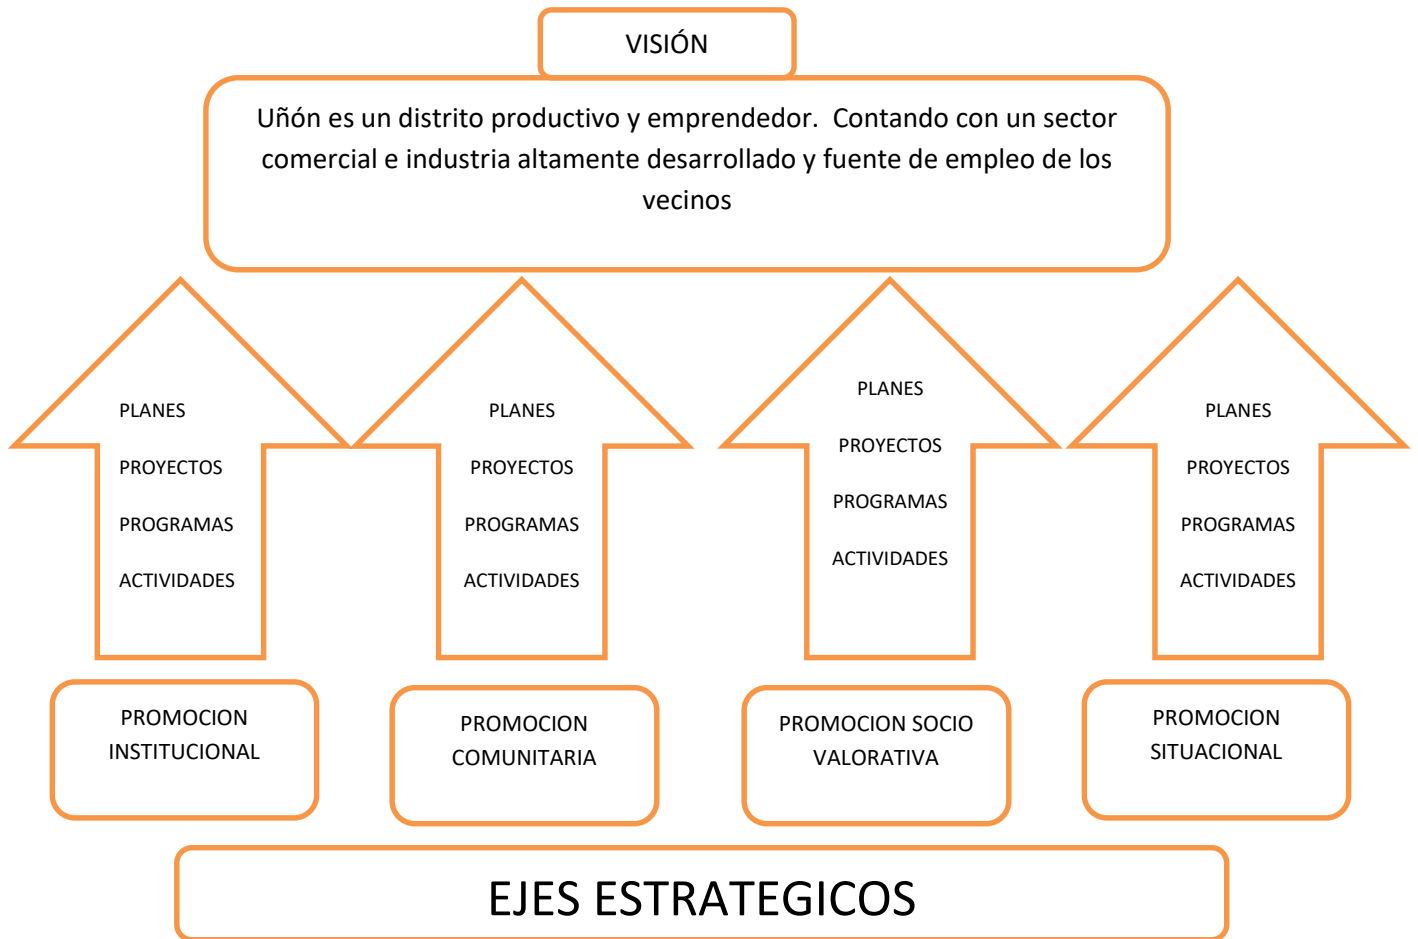 VISIÓN
Uñón es un distrito productivo y emprendedor.  Contando con un sector
comercial e industria altamente desarrollado y fuente de empleo de los
vecinos
PLANES
PROYECTOS
PROGRAMAS
ACTIVIDADES
PLANES
PROYECTOS
PROGRAMAS
ACTIVIDADES
PLANES
PROYECTOS
PROGRAMAS
ACTIVIDADES
PLANES
PROYECTOS
PROGRAMAS
ACTIVIDADES
PROMOCION
INSTITUCIONAL
PROMOCION
COMUNITARIA
PROMOCION SOCIO
VALORATIVA
PROMOCION
SITUACIONAL
EJES ESTRATEGICOS